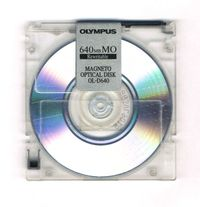 OLYMPUS
640MB MO
Rewritable
MAGNETO
OPTICAL DISK
OL-D640